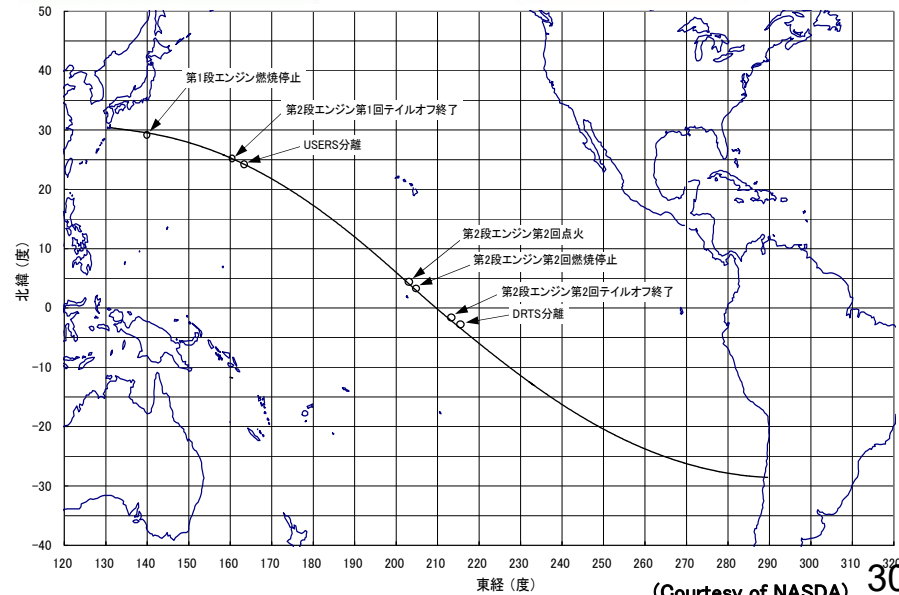 50
40
30
20
10
0
-10
-20
-30
-40
北緯（度）
第1段エンジン燃焼停止
第2段エンジン第1回テイルオフ終了
USERS分離
第2段エンジン第2回点火
第2段エンジン第2回燃焼停止
第2段エンジン第2回テイルオフ終了
DRTS分離
120 130 140 150 160 170 180 190 200 210 220 230 240 250 260 270 280 290 300 310 320
東経（度）
(Courtesy of NASDA) 30